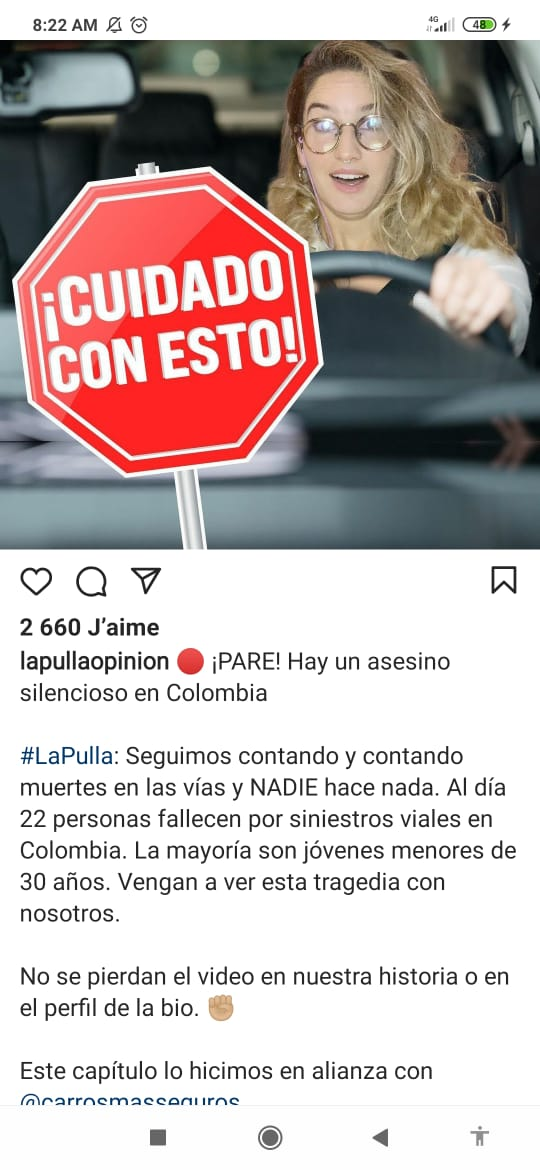 8:22 AM
4G
48
¡CUIDADO
CON ESTO!
2 660 J’aime
lapullaopinion 🔴 ¡PARE! Hay un asesino
silencioso en Colombia
#LaPulla: Seguimos contando y contando
muertes en las vías y NADIE hace nada. Al día
22 personas fallecen por siniestros viales en
Colombia. La mayoría son jóvenes menores de
30 años. Vengan a ver esta tragedia con
nosotros.
No se pierdan el video en nuestra historia o en
el perfil de la bio. ✊🏼
Este capítulo lo hicimos en alianza con
@carrosmasseguros